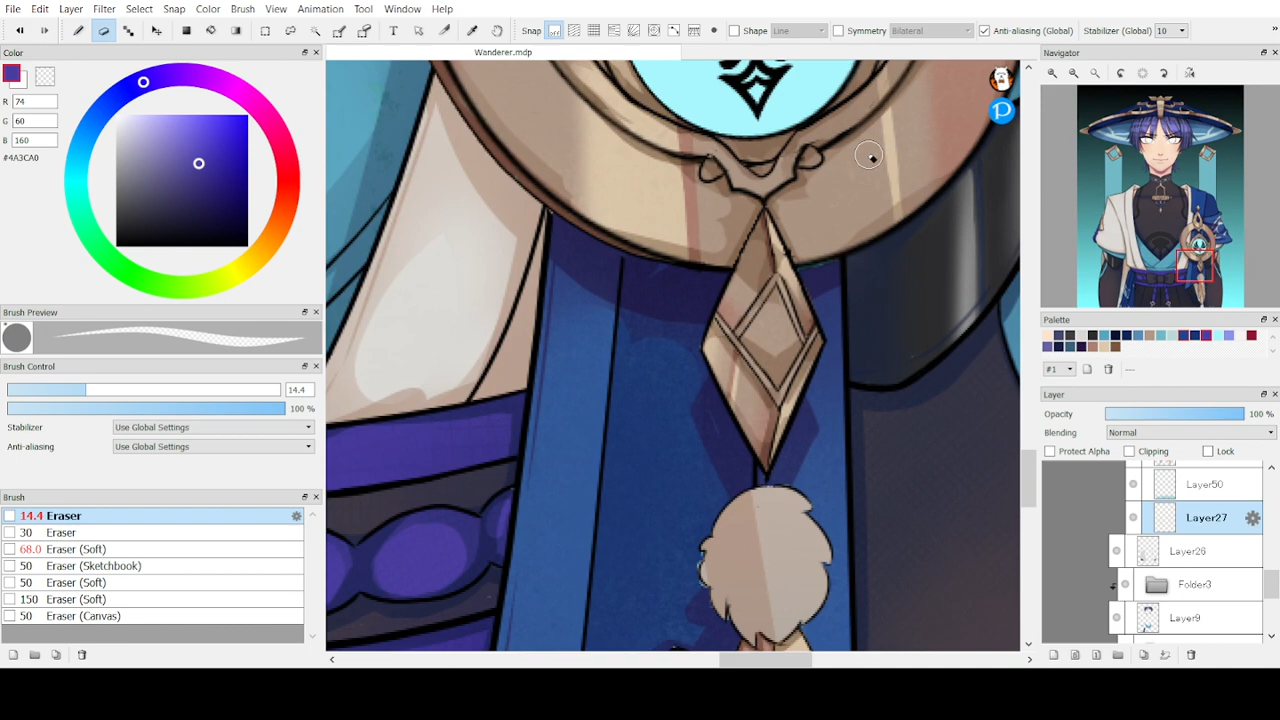 File Edit Layer Filter Select Snap Color Brush View Animation Tool Window Help
Snap Shape Line Symmetry Bilateral Anti-aliasing (Global) Stabilizer (Global) 10
Color
Wanderer.mdp
Navigator
R 74
G 60
B 160
#4A3CA0
Brush Preview
Brush Control
14.4
100 %
Stabilizer Use Global Settings
Anti-aliasing Use Global Settings
Brush
14.4 Eraser
30 Eraser
68.0 Eraser (Soft)
50 Eraser (Sketchbook)
50 Eraser (Soft)
150 Eraser (Soft)
50 Eraser (Canvas)
Palette
#1 ---
Layer
Opacity 100 %
Blending Normal
Protect Alpha Clipping Lock
Layer50
Layer27
Layer26
Folder3
Layer9